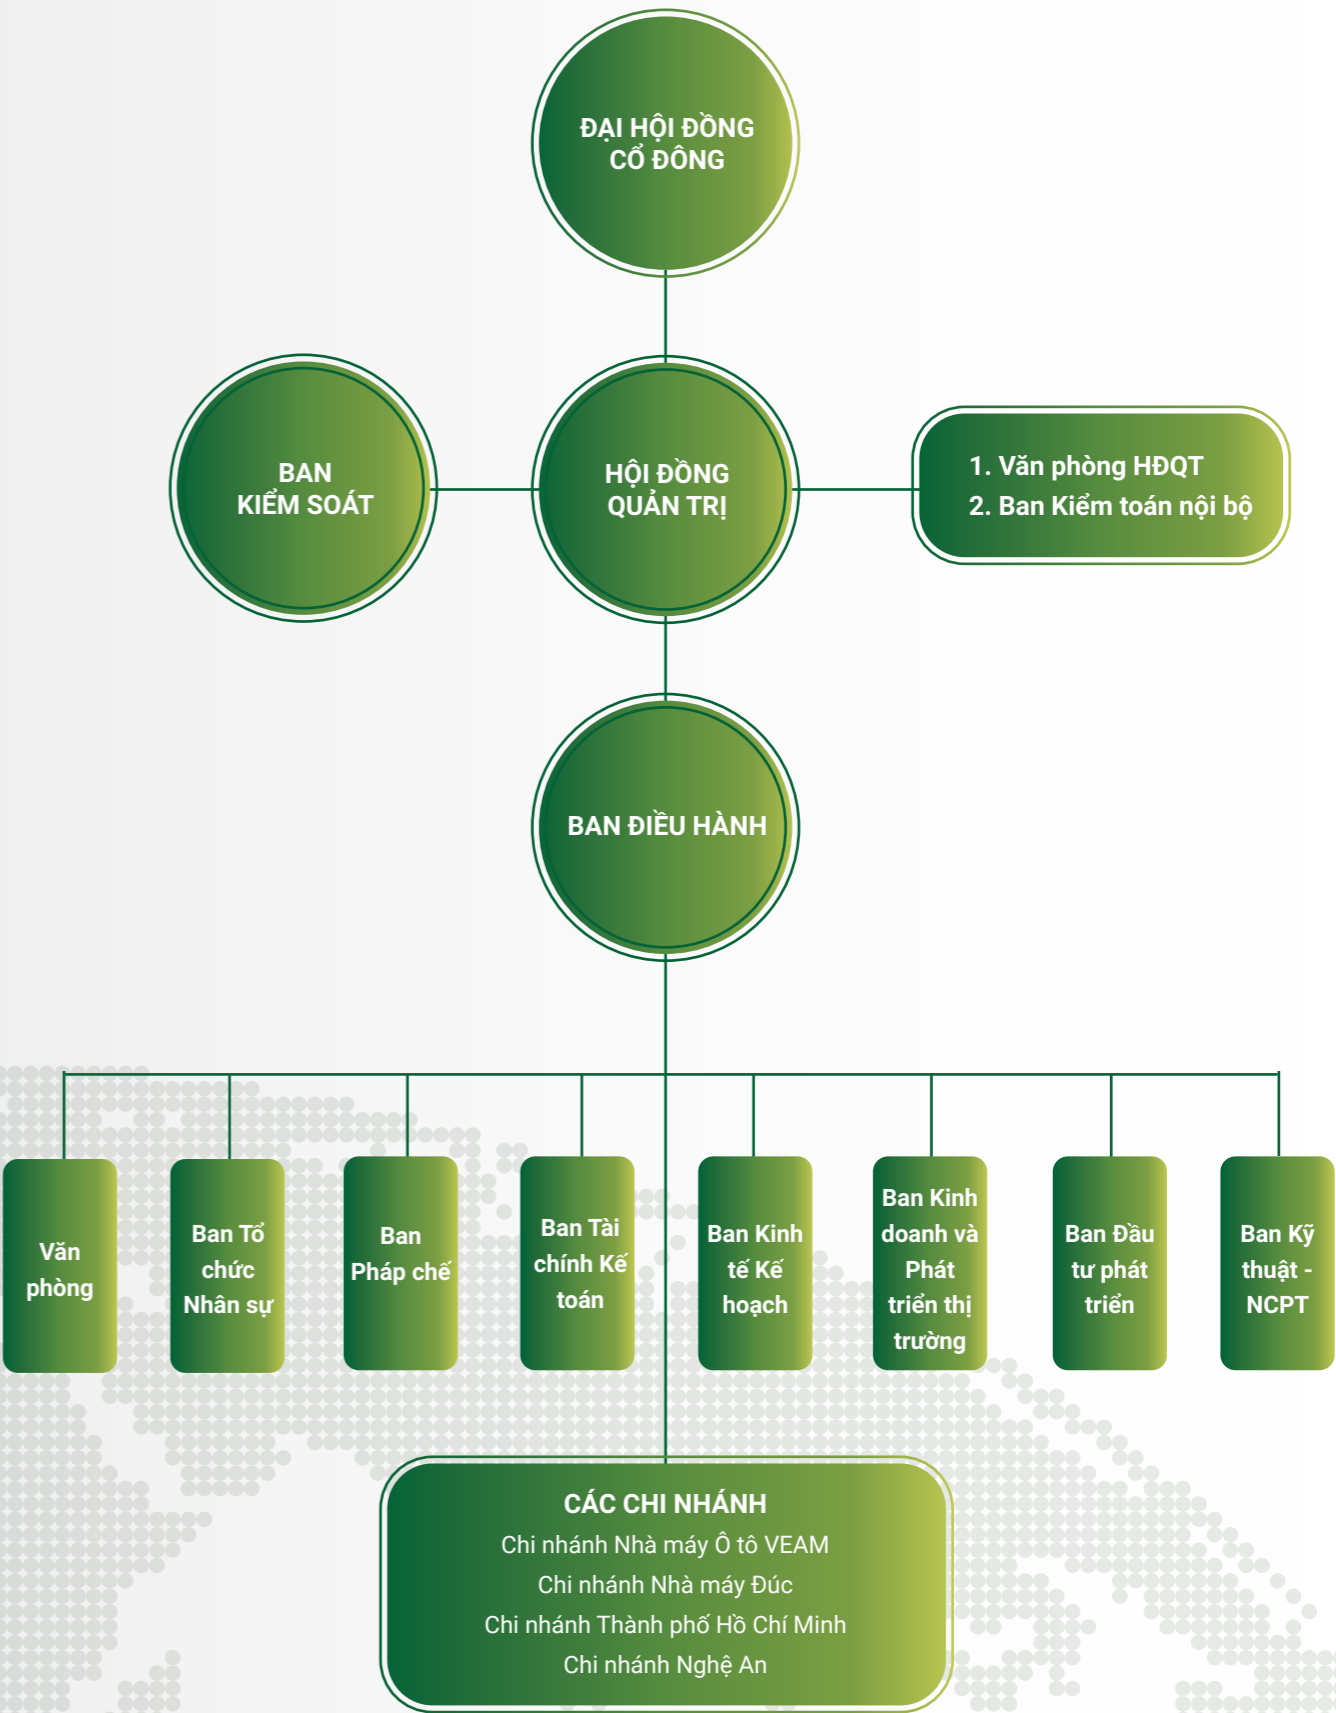 ĐẠI HỘI ĐỒNG
CỔ ĐÔNG
BAN
KIỂM SOÁT
HỘI ĐỒNG
QUẢN TRỊ
1. Văn phòng HĐQT
2. Ban Kiểm toán nội bộ
BAN ĐIỀU HÀNH
Văn
phòng
Ban Tổ
chức
Nhân sự
Ban
Pháp chế
Ban Tài
chính Kế
toán
Ban Kinh
tế Kế
hoạch
Ban Kinh
doanh và
Phát
triển thị
trường
Ban Đầu
tư phát
triển
Ban Kỹ
thuật -
NCPT
CÁC CHI NHÁNH
Chi nhánh Nhà máy Ô tô VEAM
Chi nhánh Nhà máy Đúc
Chi nhánh Thành phố Hồ Chí Minh
Chi nhánh Nghệ An